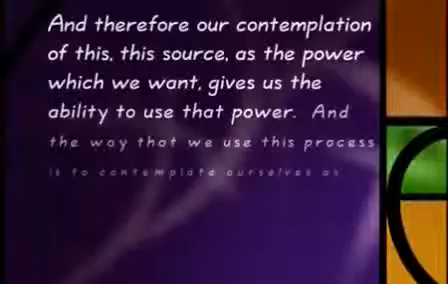 And therefore our contemplation
of this, this source, as the power
which we want, gives us the
ability to use that power. And
the way that we use this process
is to contemplate ourselves as